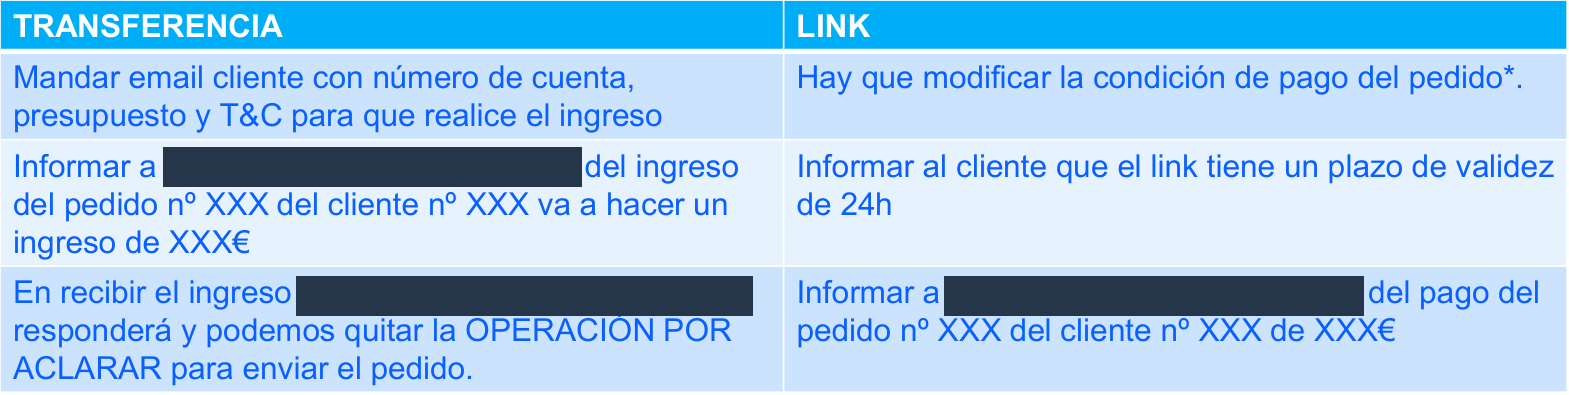 TRANSFERENCIA
LINK
Mandar email cliente con número de cuenta,
presupuesto y T&C para que realice el ingreso
Hay que modificar la condición de pago del pedido*.
Informar a del ingreso
del pedido nº XXX del cliente nº XXX va a hacer un
ingreso de XXX€
Informar al cliente que el link tiene un plazo de validez
de 24h
En recibir el ingreso
responderá y podemos quitar la OPERACIÓN POR
ACLARAR para enviar el pedido.
Informar a del pago del
pedido nº XXX del cliente nº XXX de XXX€